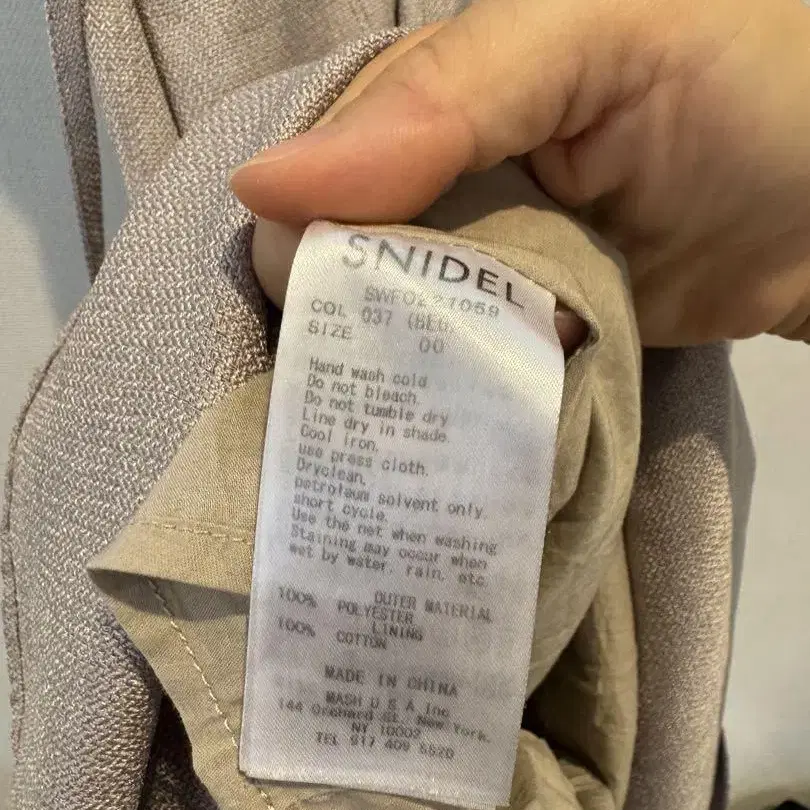 SNIDEL
COL 037
SIZE 00
Hand wash cold
Do not bleach.
Do not tumble dry
Line dry in shade.
Cool iron.
use press cloth.
Dryclean.
petroleum solvent only.
short cycle.
Use the net when washing
Staining may occur when
wet by water, rain, etc.
OUTER MATERIAL
100% POLYESTER
LINING
100% COTTON
MADE IN CHINA
MASH U S A Inc
144 Orchard St. New York.
NY 10002
TEL 917 409 5520